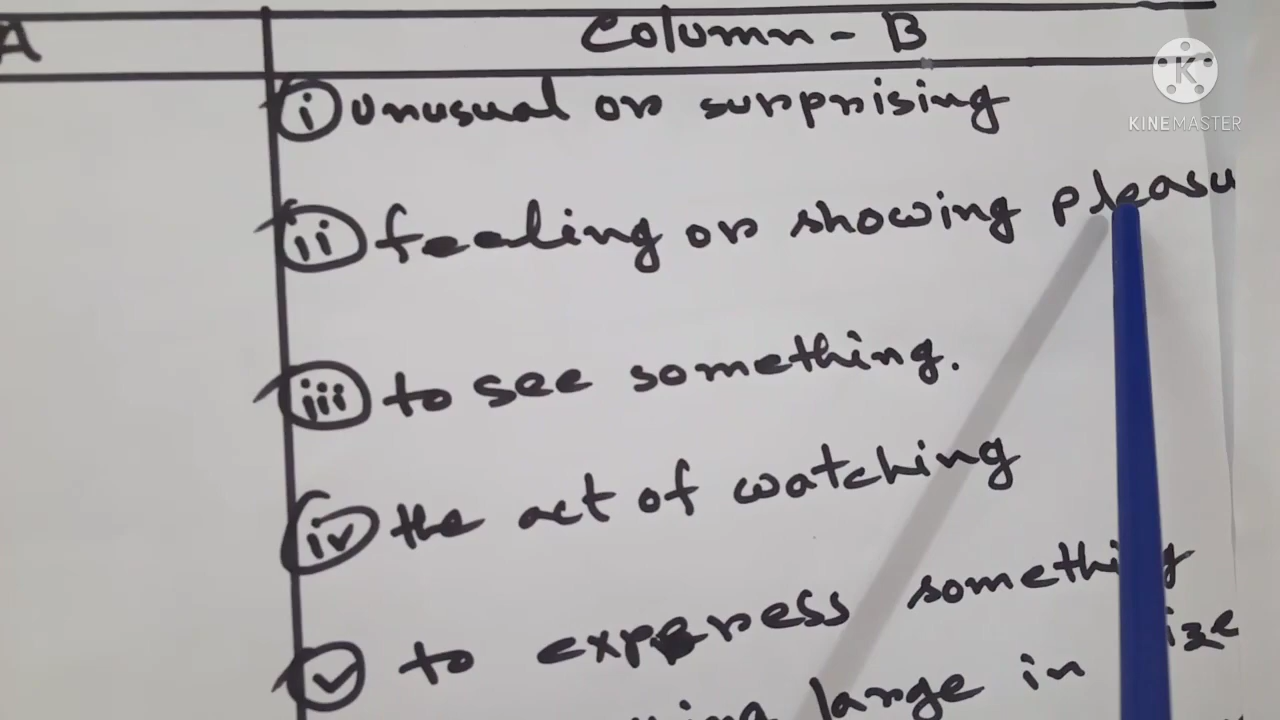 A
Column - B
K
KINEMASTER
i unusual or surprising
ii feeling or showing pleasu
iii to see something.
iv the act of watching
v to express something
large in size